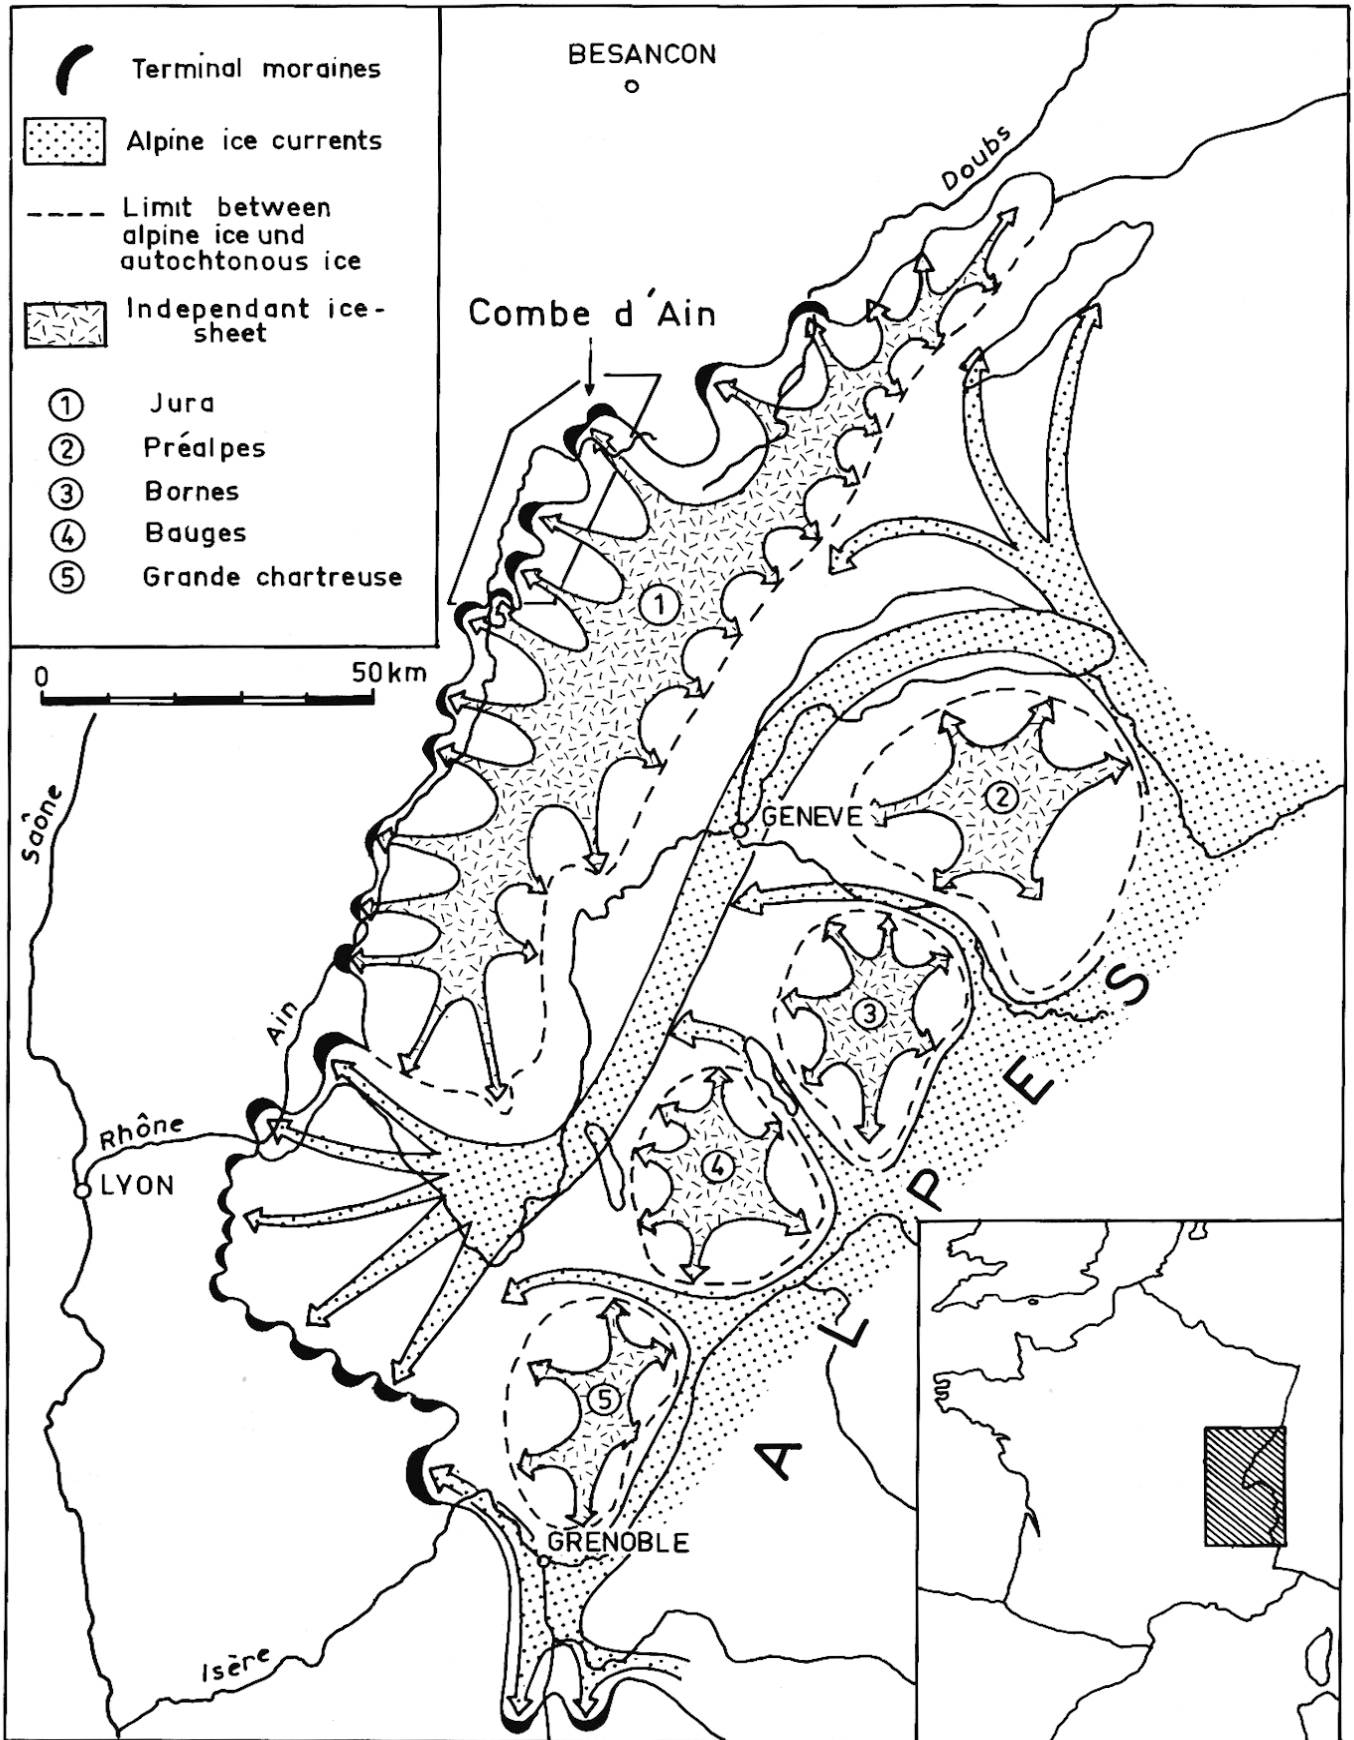 Terminal moraines
Alpine ice currents
Limit between
alpine ice und
autochtonous ice
Independant ice-
sheet
1 Jura
2 Préalpes
3 Bornes
4 Bauges
5 Grande chartreuse
0 50 km
BESANCON
Doubs
Combe d'Ain
1
2
GENEVE
Saône
3
Ain
Rhône
LYON
4
5
GRENOBLE
Isère
A L P E S